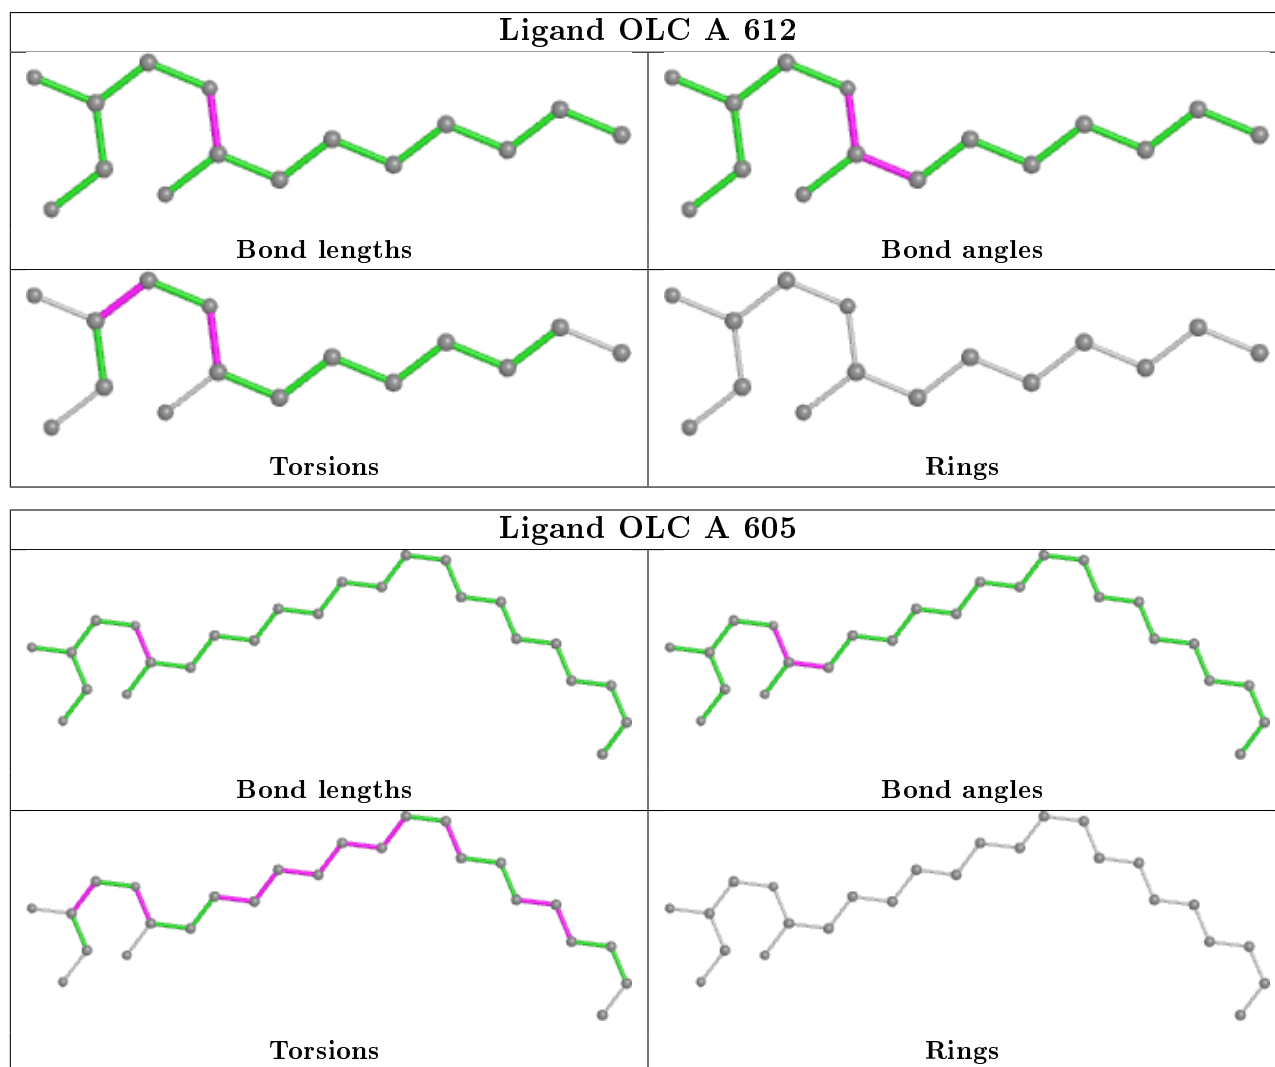 Ligand OLC A 612
Bond lengths
Bond angles
Torsions
Rings
Ligand OLC A 605
Bond lengths
Bond angles
Torsions
Rings